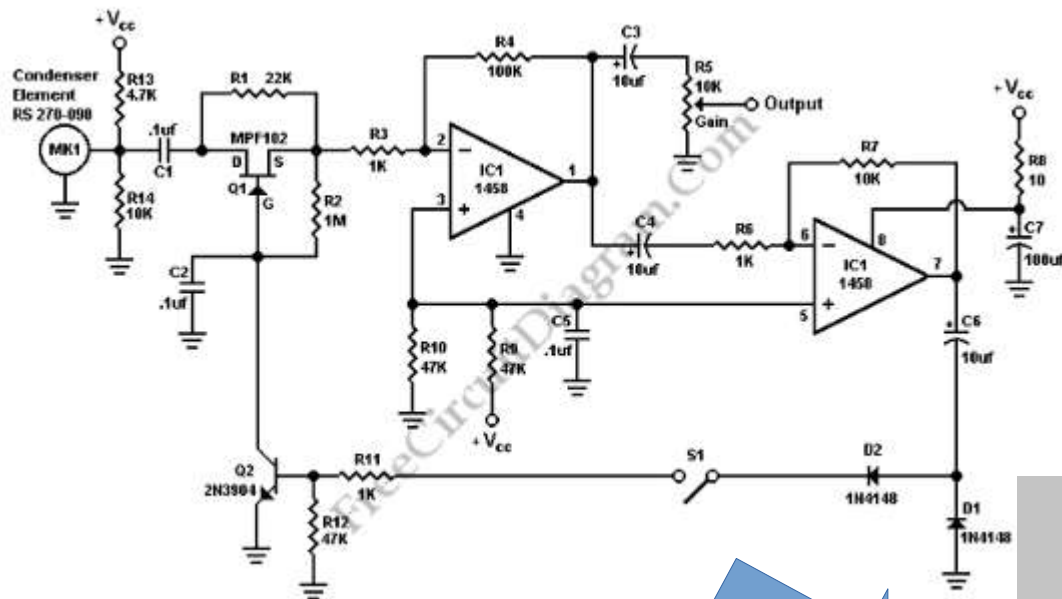 + Vcc
Condenser
Element
RS 270-090
MK1
R13
4.7K
R14
10K
.1uf
C1
R1 22K
MPF102
D S
Q1
G
R2
1M
C2
.1uf
R3
1K
R4
100K
2
3
IC1
1458
1
4
C3
10uf
R5
10K
Gain
Output
C4
10uf
R6
1K
R7
10K
6
5
IC1
1458
8
7
+ Vcc
R8
10
C7
100uf
R10
47K
R9
47K
+ Vcc
C5
.1uf
C6
10uf
Q2
2N3904
R11
1K
R12
47K
S1
D2
1N4148
D1
1N4148
FreeCircuitDiagram.Com